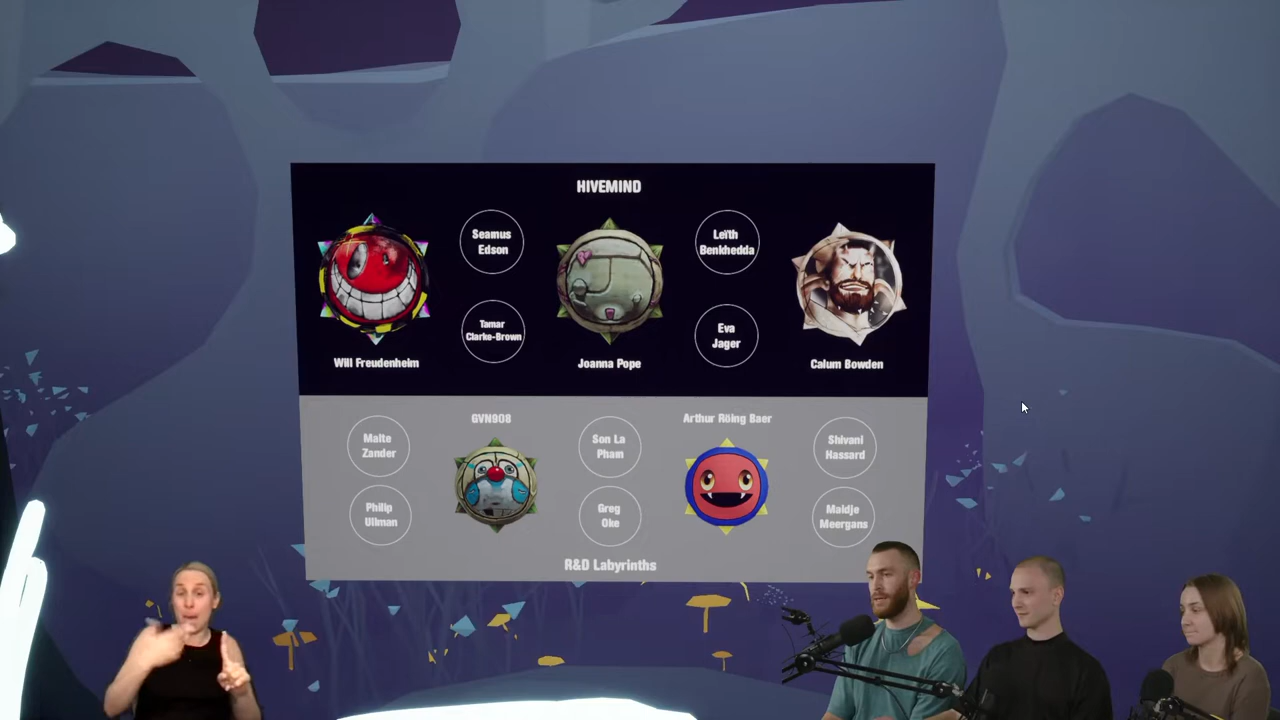 HIVEMIND
Seamus
Edson
Leïth
Benkhedda
Tamar
Clarke-Brown
Eva
Jager
Will Freudenheim
Joanna Pope
Calum Bowden
GVN908
Arthur Röing Baer
Malte
Zander
Son La
Pham
Shivani
Hassard
Philip
Ullman
Greg
Oke
Maidje
Meergans
R&D Labyrinths